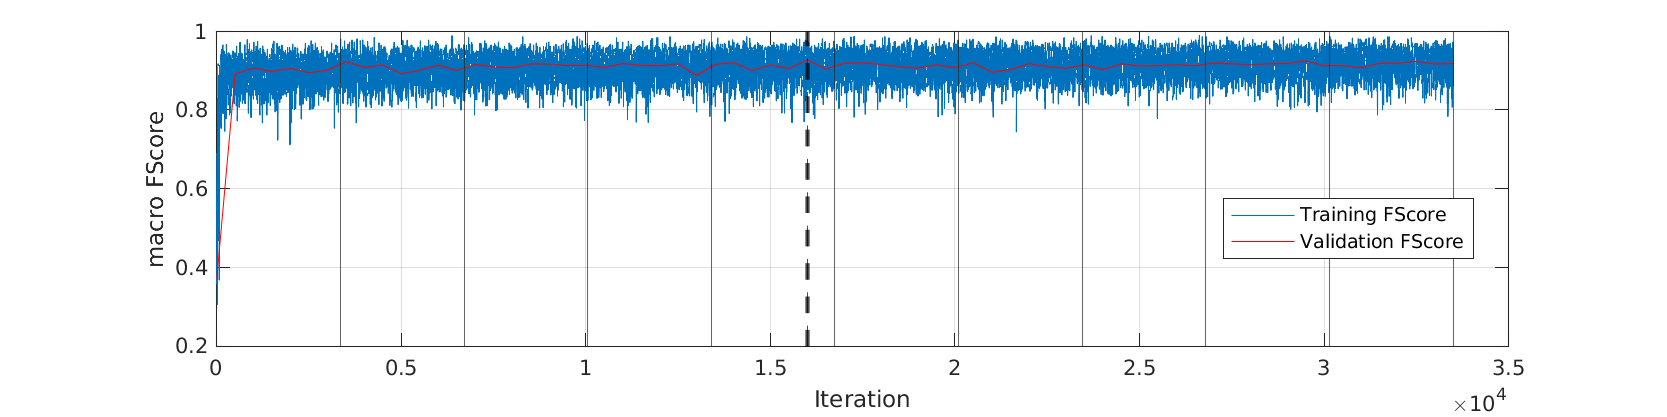 1
0.8
0.6
0.4
0.2
macro FScore
Training FScore
Validation FScore
0 0.5 1 1.5 2 2.5 3 3.5
Iteration
×10⁴